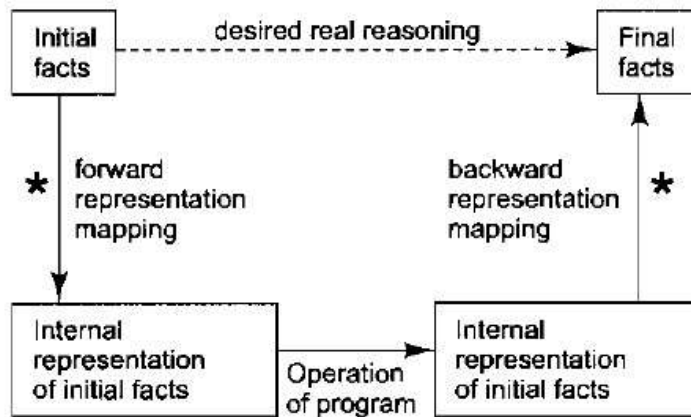 Initial
facts
desired real reasoning
Final
facts
*
forward
representation
mapping
backward
representation
mapping
*
Internal
representation
of initial facts
Operation
of program
Internal
representation
of initial facts